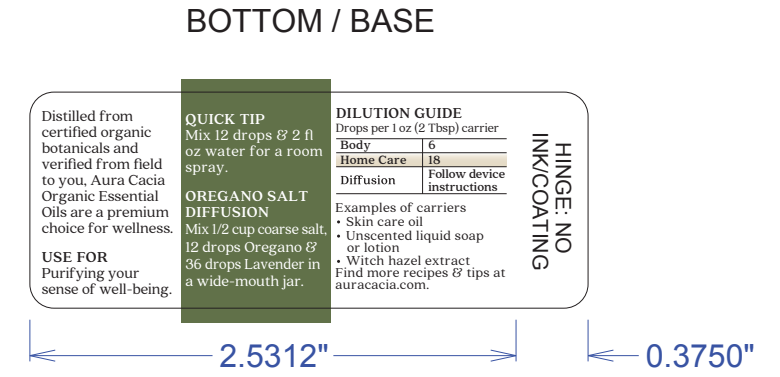 BOTTOM / BASE
Distilled from
certified organic
botanicals and
verified from field
to you, Aura Cacia
Organic Essential
Oils are a premium
choice for wellness.
USE FOR
Purifying your
sense of well-being.
QUICK TIP
Mix 12 drops & 2 fl
oz water for a room
spray.
OREGANO SALT
DIFFUSION
Mix 1/2 cup coarse salt,
12 drops Oregano &
36 drops Lavender in
a wide-mouth jar.
DILUTION GUIDE
Drops per 1 oz (2 Tbsp) carrier
Body 6
Home Care 18
Diffusion Follow device
instructions
Examples of carriers
• Skin care oil
• Unscented liquid soap
or lotion
• Witch hazel extract
Find more recipes & tips at
auracacia.com.
HINGE: NO
INK/COATING
2.5312"
0.3750"